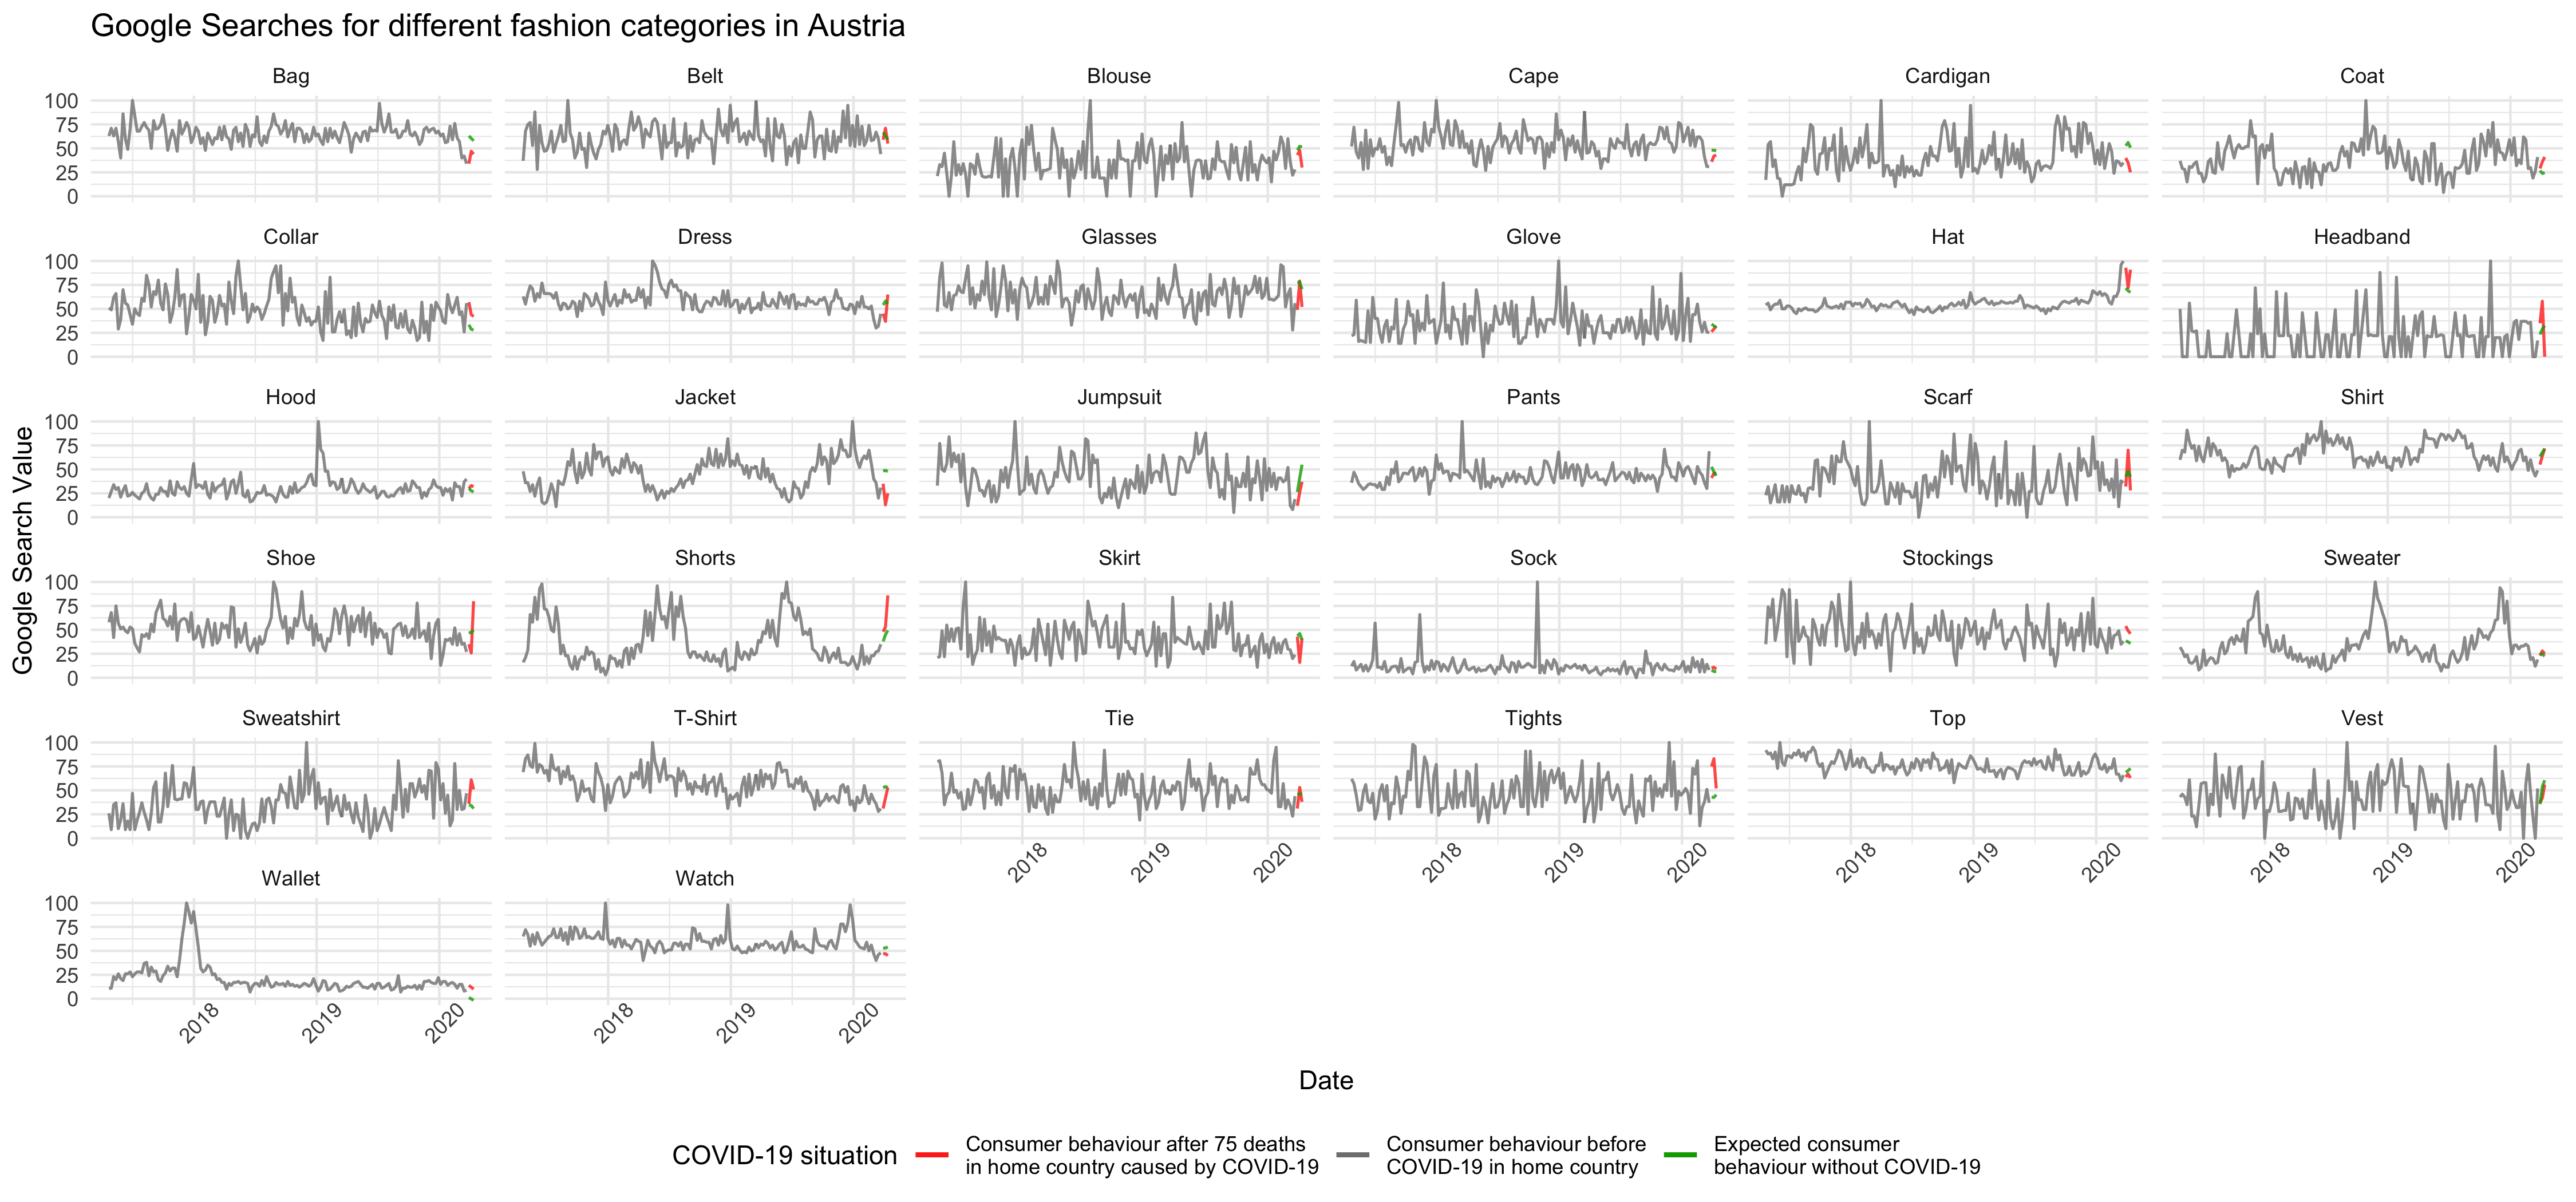 Google Searches for different fashion categories in Austria
Bag Belt Blouse Cape Cardigan Coat
100
75
50
25
0
Collar Dress Glasses Glove Hat Headband
100
75
50
25
0
Hood Jacket Jumpsuit Pants Scarf Shirt
100
75
50
25
0
Google Search Value
Shoe Shorts Skirt Sock Stockings Sweater
100
75
50
25
0
Sweatshirt T-Shirt Tie Tights Top Vest
100
75
50
25
0
2018 2019 2020 2018 2019 2020 2018 2019 2020 2018 2019 2020
Wallet Watch
100
75
50
25
0
2018 2019 2020 2018 2019 2020
Date
COVID-19 situation
Consumer behaviour after 75 deaths
in home country caused by COVID-19
Consumer behaviour before
COVID-19 in home country
Expected consumer
behaviour without COVID-19